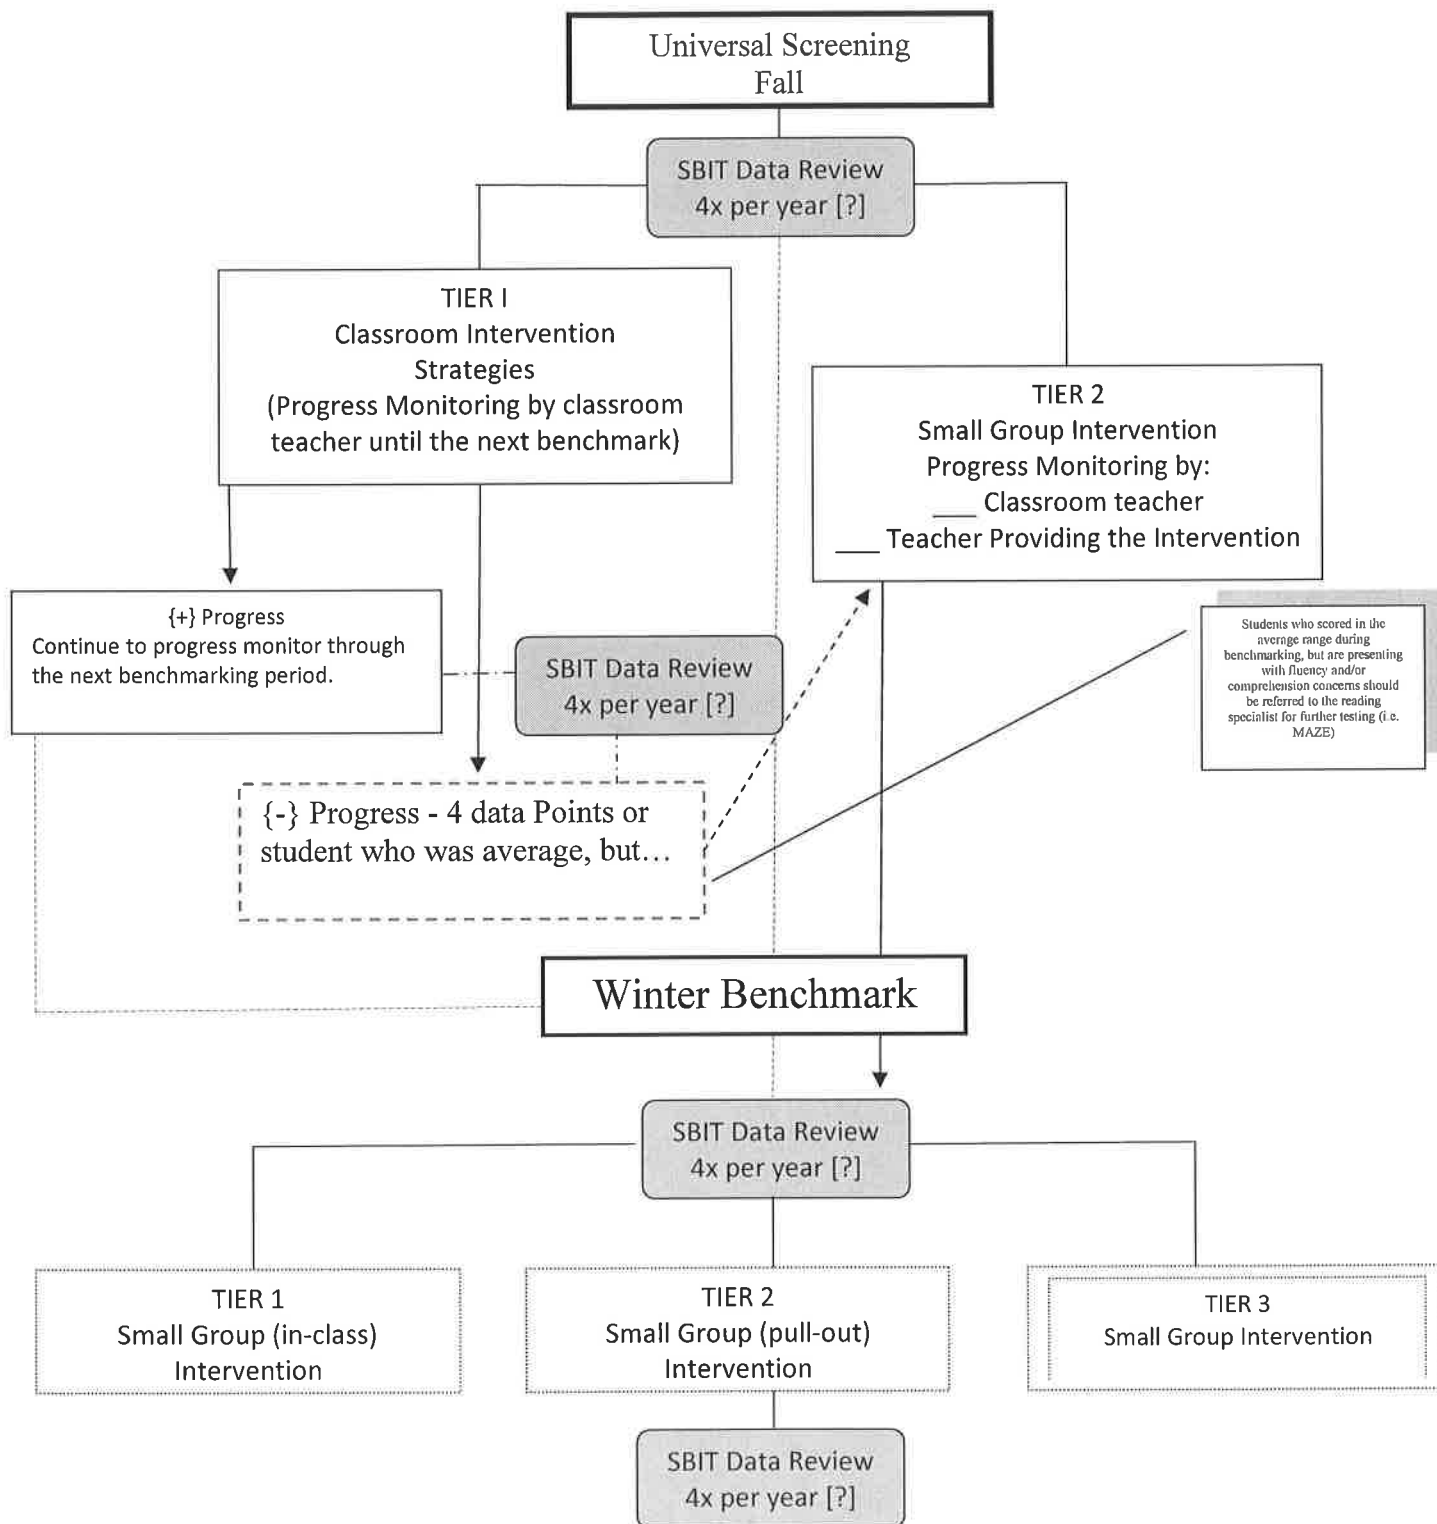 Universal Screening
Fall
SBIT Data Review
4x per year [?]
TIER I
Classroom Intervention
Strategies
(Progress Monitoring by classroom
teacher until the next benchmark)
TIER 2
Small Group Intervention
Progress Monitoring by:
___ Classroom teacher
___ Teacher Providing the Intervention
{+} Progress
Continue to progress monitor through
the next benchmarking period.
SBIT Data Review
4x per year [?]
Students who scored in the
average range during
benchmarking, but are presenting
with fluency and/or
comprehension concerns should
be referred to the reading
specialist for further testing (i.e.
MAZE)
{-} Progress - 4 data Points or
student who was average, but…
Winter Benchmark
SBIT Data Review
4x per year [?]
TIER 1
Small Group (in-class)
Intervention
TIER 2
Small Group (pull-out)
Intervention
TIER 3
Small Group Intervention
SBIT Data Review
4x per year [?]